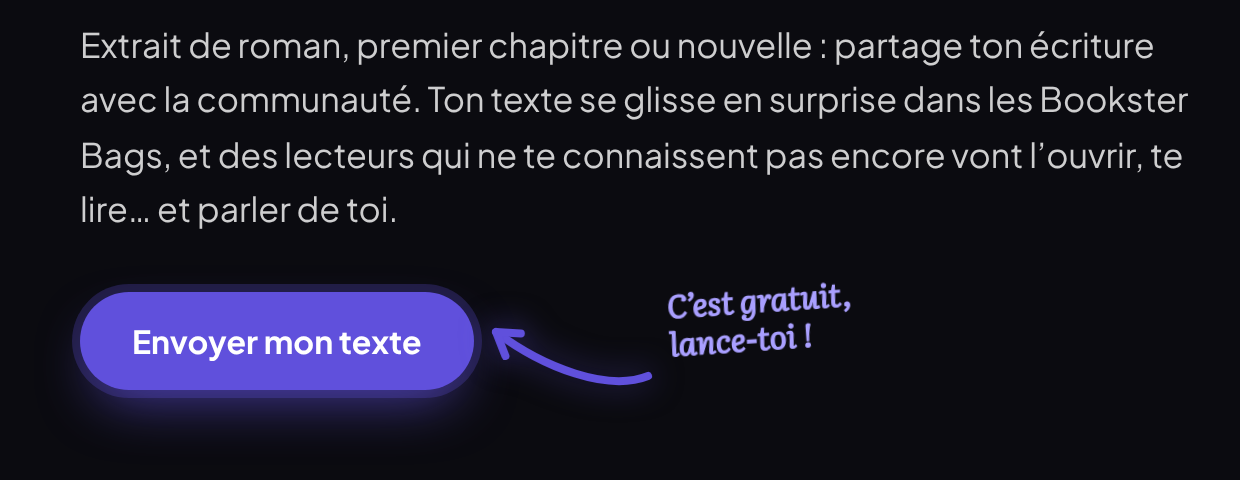 Extrait de roman, premier chapitre ou nouvelle : partage ton écriture
avec la communauté. Ton texte se glisse en surprise dans les Bookster
Bags, et des lecteurs qui ne te connaissent pas encore vont l’ouvrir, te
lire… et parler de toi.
Envoyer mon texte
C’est gratuit,
lance-toi !